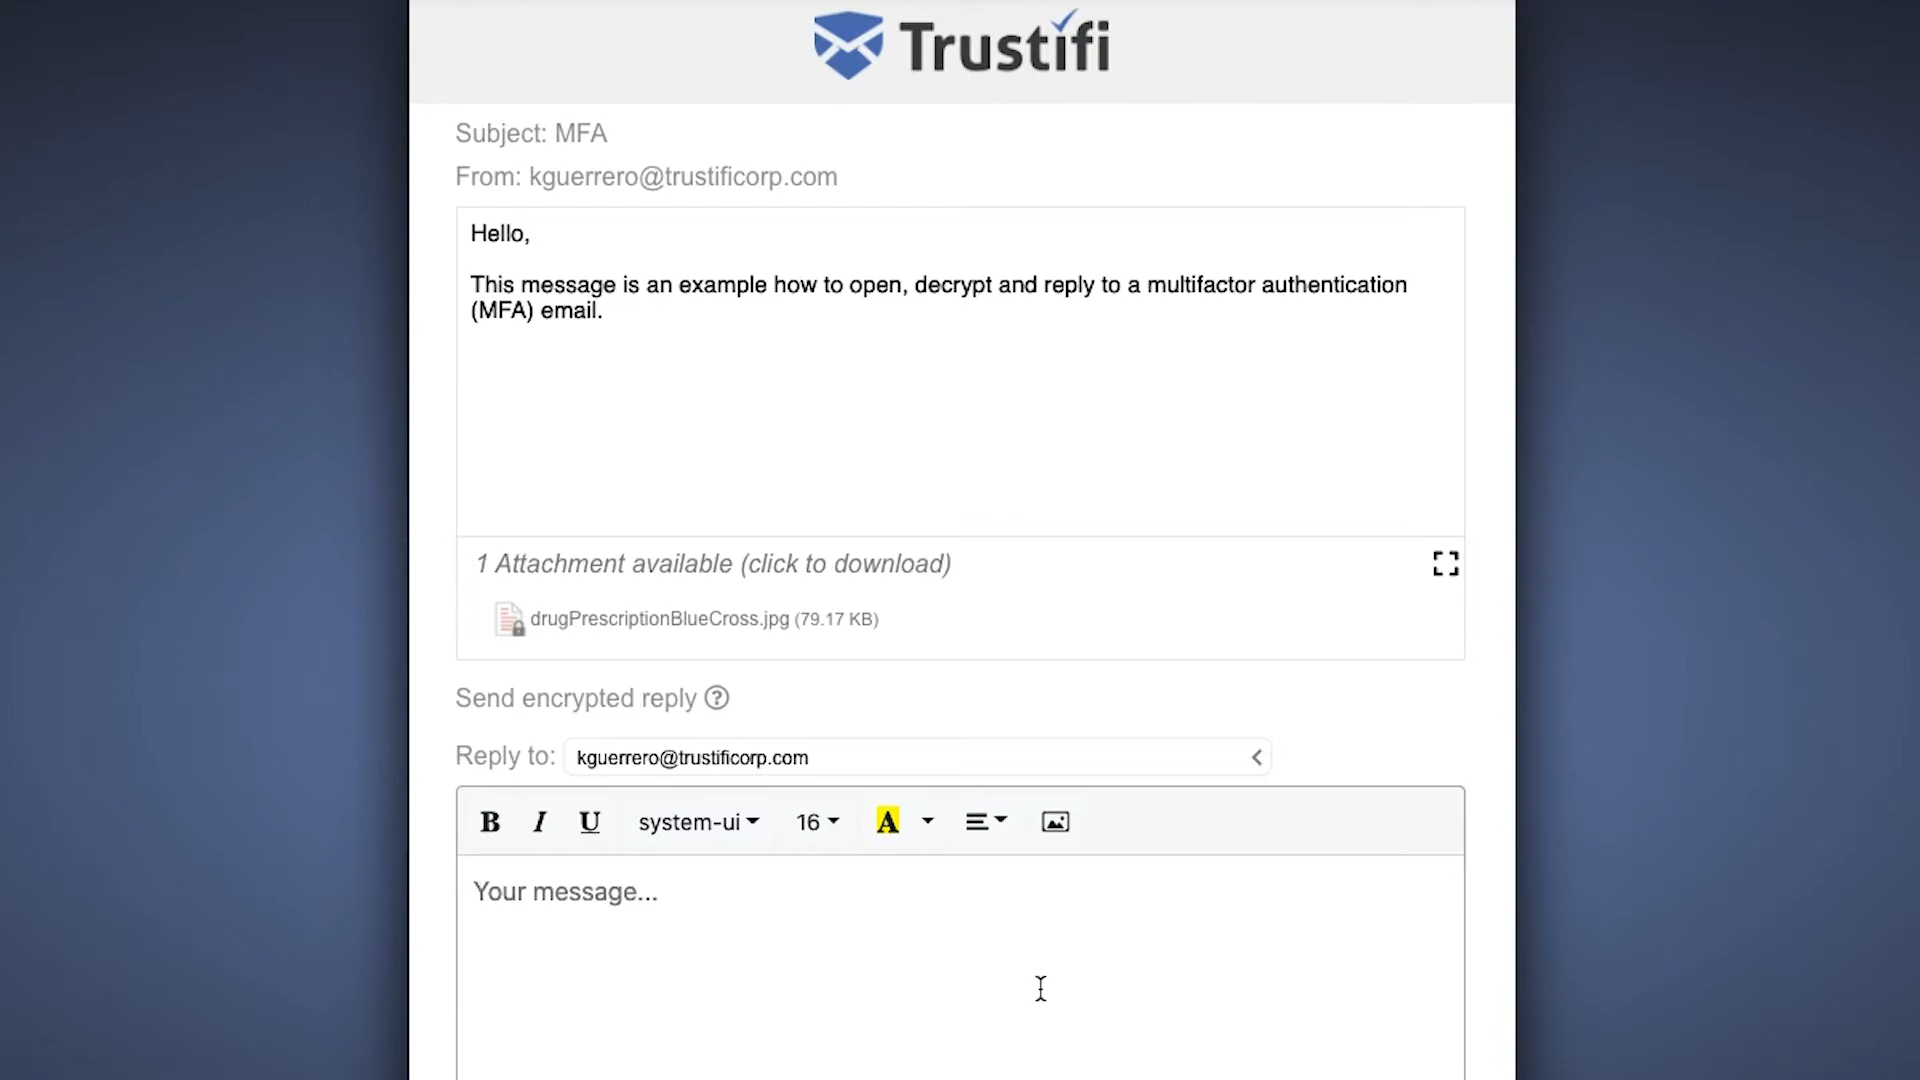 Trustifi
Subject: MFA
From: kguerrero@trustificorp.com
Hello,
This message is an example how to open, decrypt and reply to a multifactor authentication
(MFA) email.
1 Attachment available (click to download)
drugPrescriptionBlueCross.jpg (79.17 KB)
Send encrypted reply ?
Reply to: kguerrero@trustificorp.com
B I U system-ui 16 A
Your message...